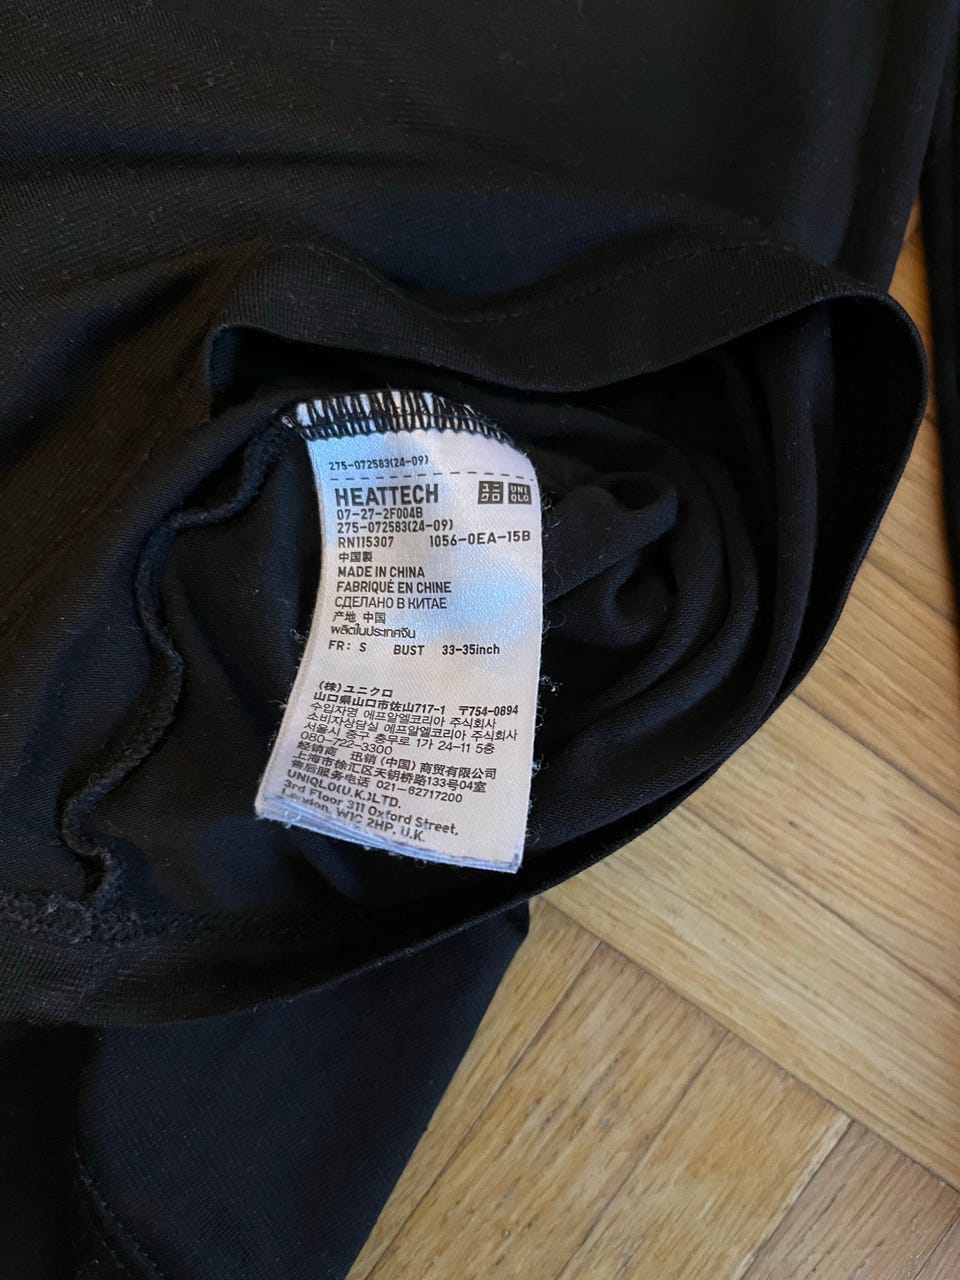 275-072583(24-09)
HEATTECH ユニクロ UNIQLO
07-27-2F004B
275-072583(24-09)
RN115307 1056-0EA-15B
中国製
MADE IN CHINA
FABRIQUÉ EN CHINE
СДЕЛАНО В КИТАЕ
产地 中国
ผลิตในประเทศจีน
FR: S BUST 33-35inch
(株)ユニクロ
山口県山口市佐山717-1 〒754-0894
수입자명 에프알엘코리아 주식회사
소비자상담실 에프알엘코리아 주식회사
서울시 중구 충무로 1가 24-11 5층
080-722-3300
经销商 迅销(中国)商贸有限公司
上海市徐汇区天钥桥路133号04室
售后服务电话 021-62717200
UNIQLO(U.K.)LTD.
3rd Floor 311 Oxford Street,
London, W1C 2HP, U.K.